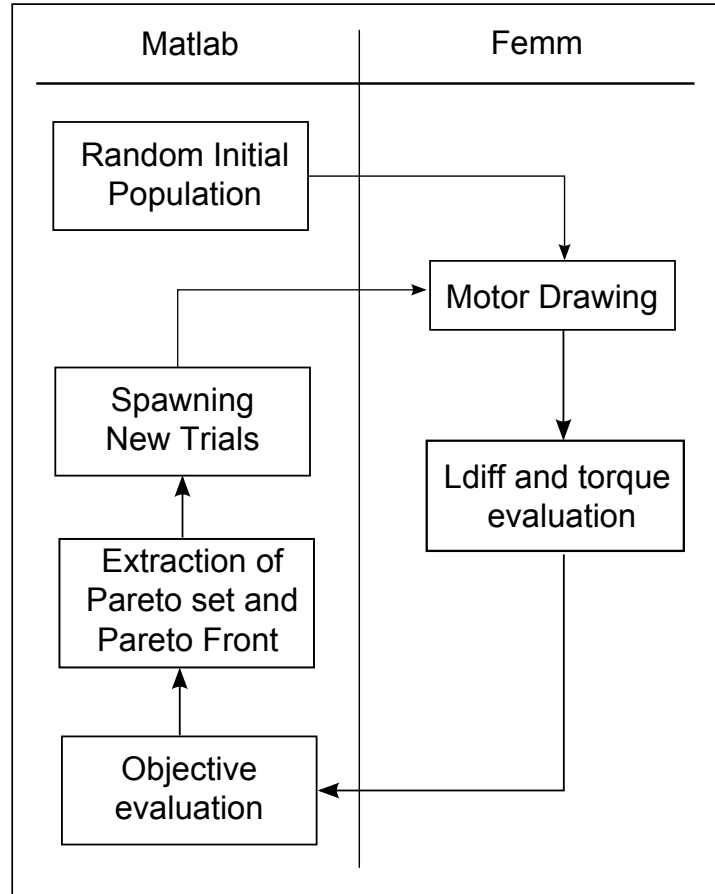 Matlab
Femm
Random Initial
Population
Motor Drawing
Spawning
New Trials
Ldiff and torque
evaluation
Extraction of
Pareto set and
Pareto Front
Objective
evaluation